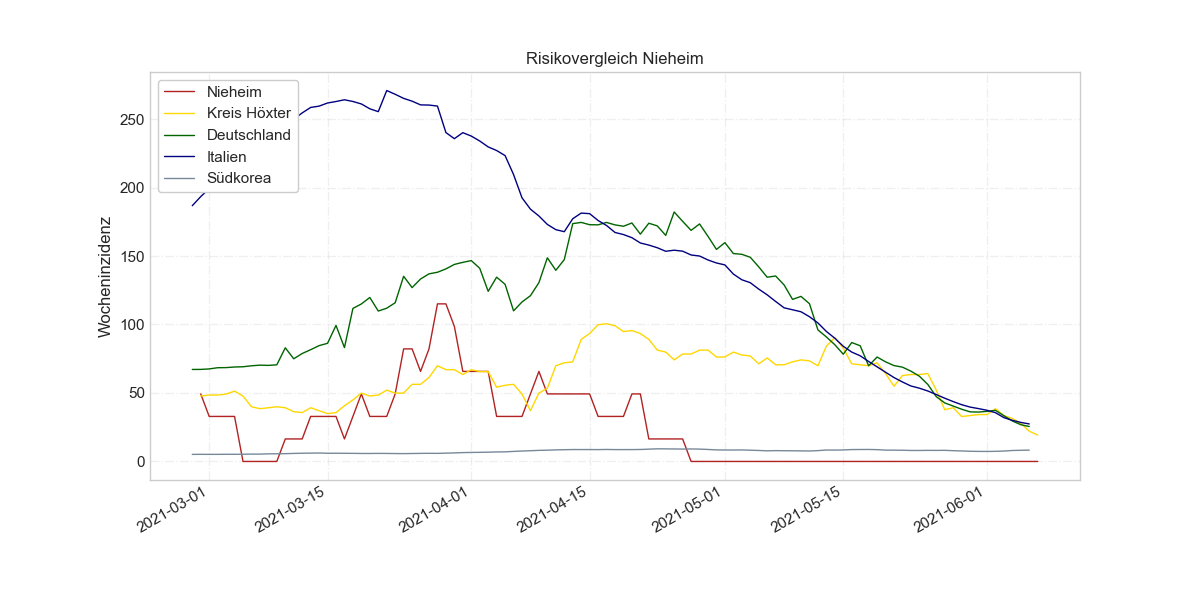 Risikovergleich Nieheim
Nieheim
Kreis Höxter
Deutschland
Italien
Südkorea
Wocheninzidenz
250
200
150
100
50
0
2021-03-01
2021-03-15
2021-04-01
2021-04-15
2021-05-01
2021-05-15
2021-06-01